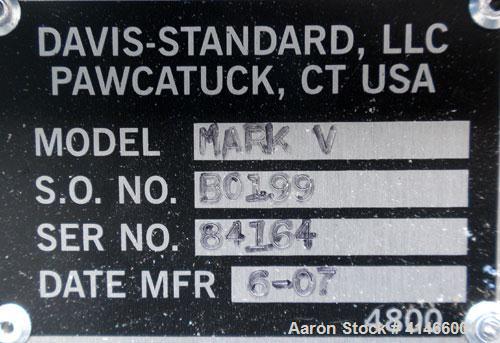 DAVIS-STANDARD, LLC
PAWCATUCK, CT USA
MODEL MARK V
S.O. NO. B0199
SER NO. 84164
DATE MFR 6-07
4800
Aaron Stock #